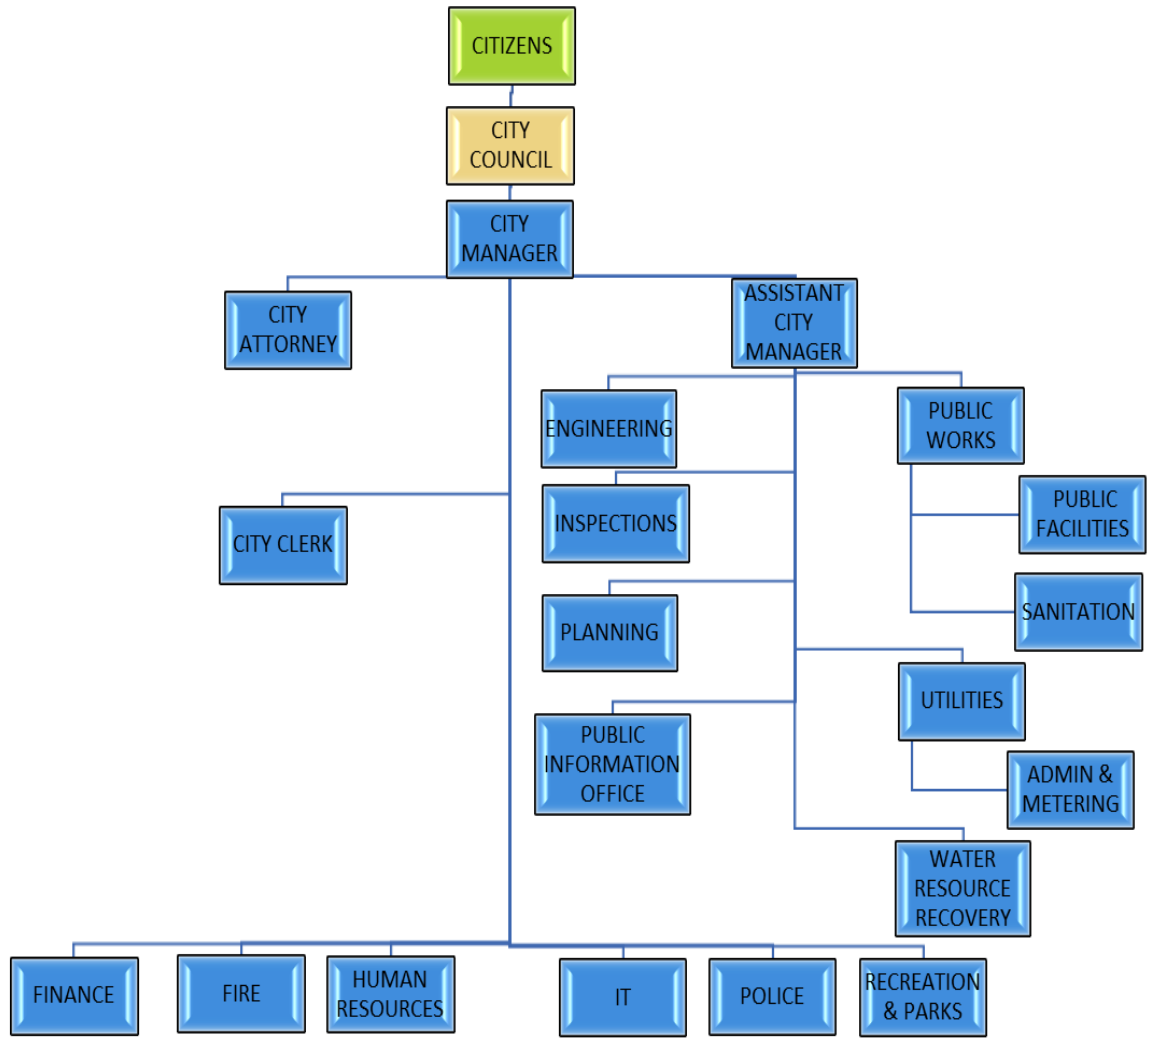 CITIZENS
CITY
COUNCIL
CITY
MANAGER
CITY
ATTORNEY
ASSISTANT
CITY
MANAGER
ENGINEERING
PUBLIC
WORKS
INSPECTIONS
PUBLIC
FACILITIES
CITY CLERK
SANITATION
PLANNING
UTILITIES
PUBLIC
INFORMATION
OFFICE
ADMIN &
METERING
WATER
RESOURCE
RECOVERY
FINANCE
FIRE
HUMAN
RESOURCES
IT
POLICE
RECREATION
& PARKS